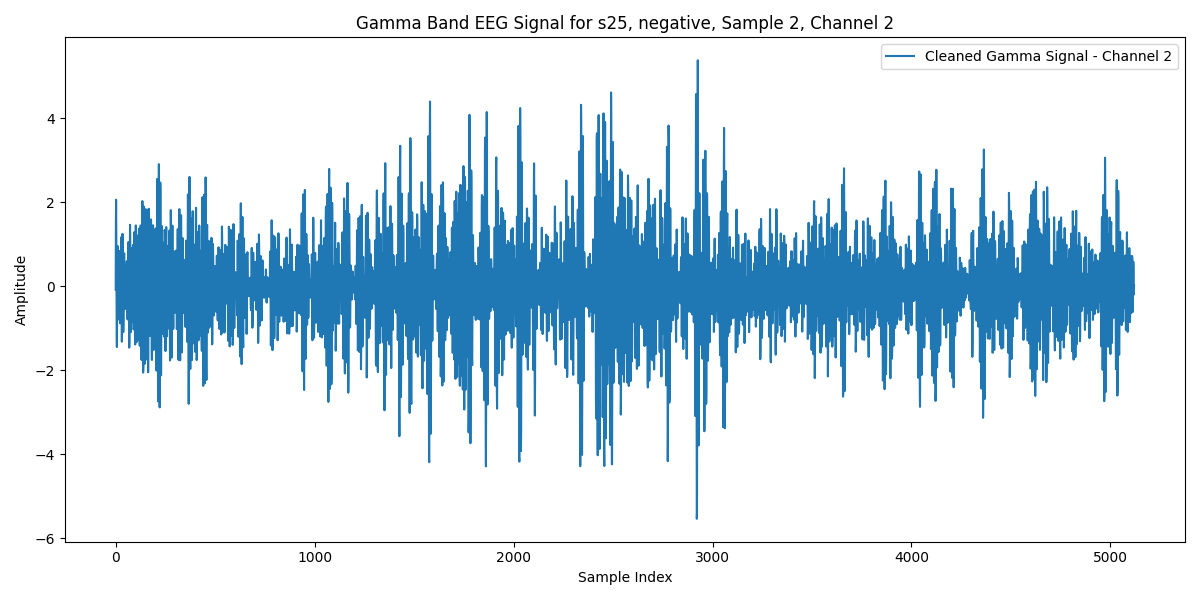 Gamma Band EEG Signal for s25, negative, Sample 2, Channel 2
Cleaned Gamma Signal - Channel 2
4
2
0
−2
−4
−6
Amplitude
0 1000 2000 3000 4000 5000
Sample Index